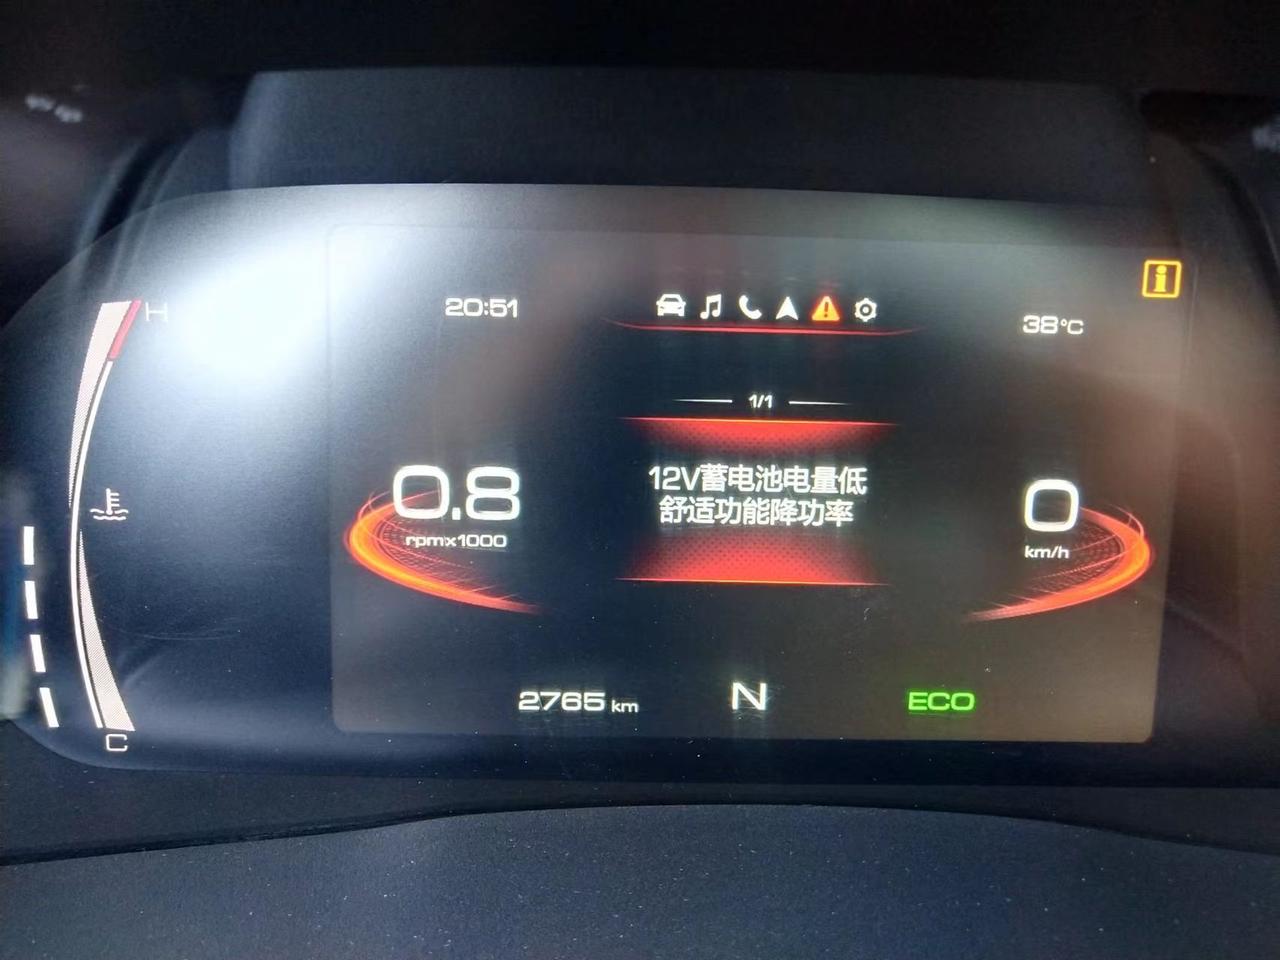 H
20:51
38°C
1/1
12V蓄电池电量低
舒适功能降功率
0.8
rpmx1000
0
km/h
2765 km
N
ECO
C